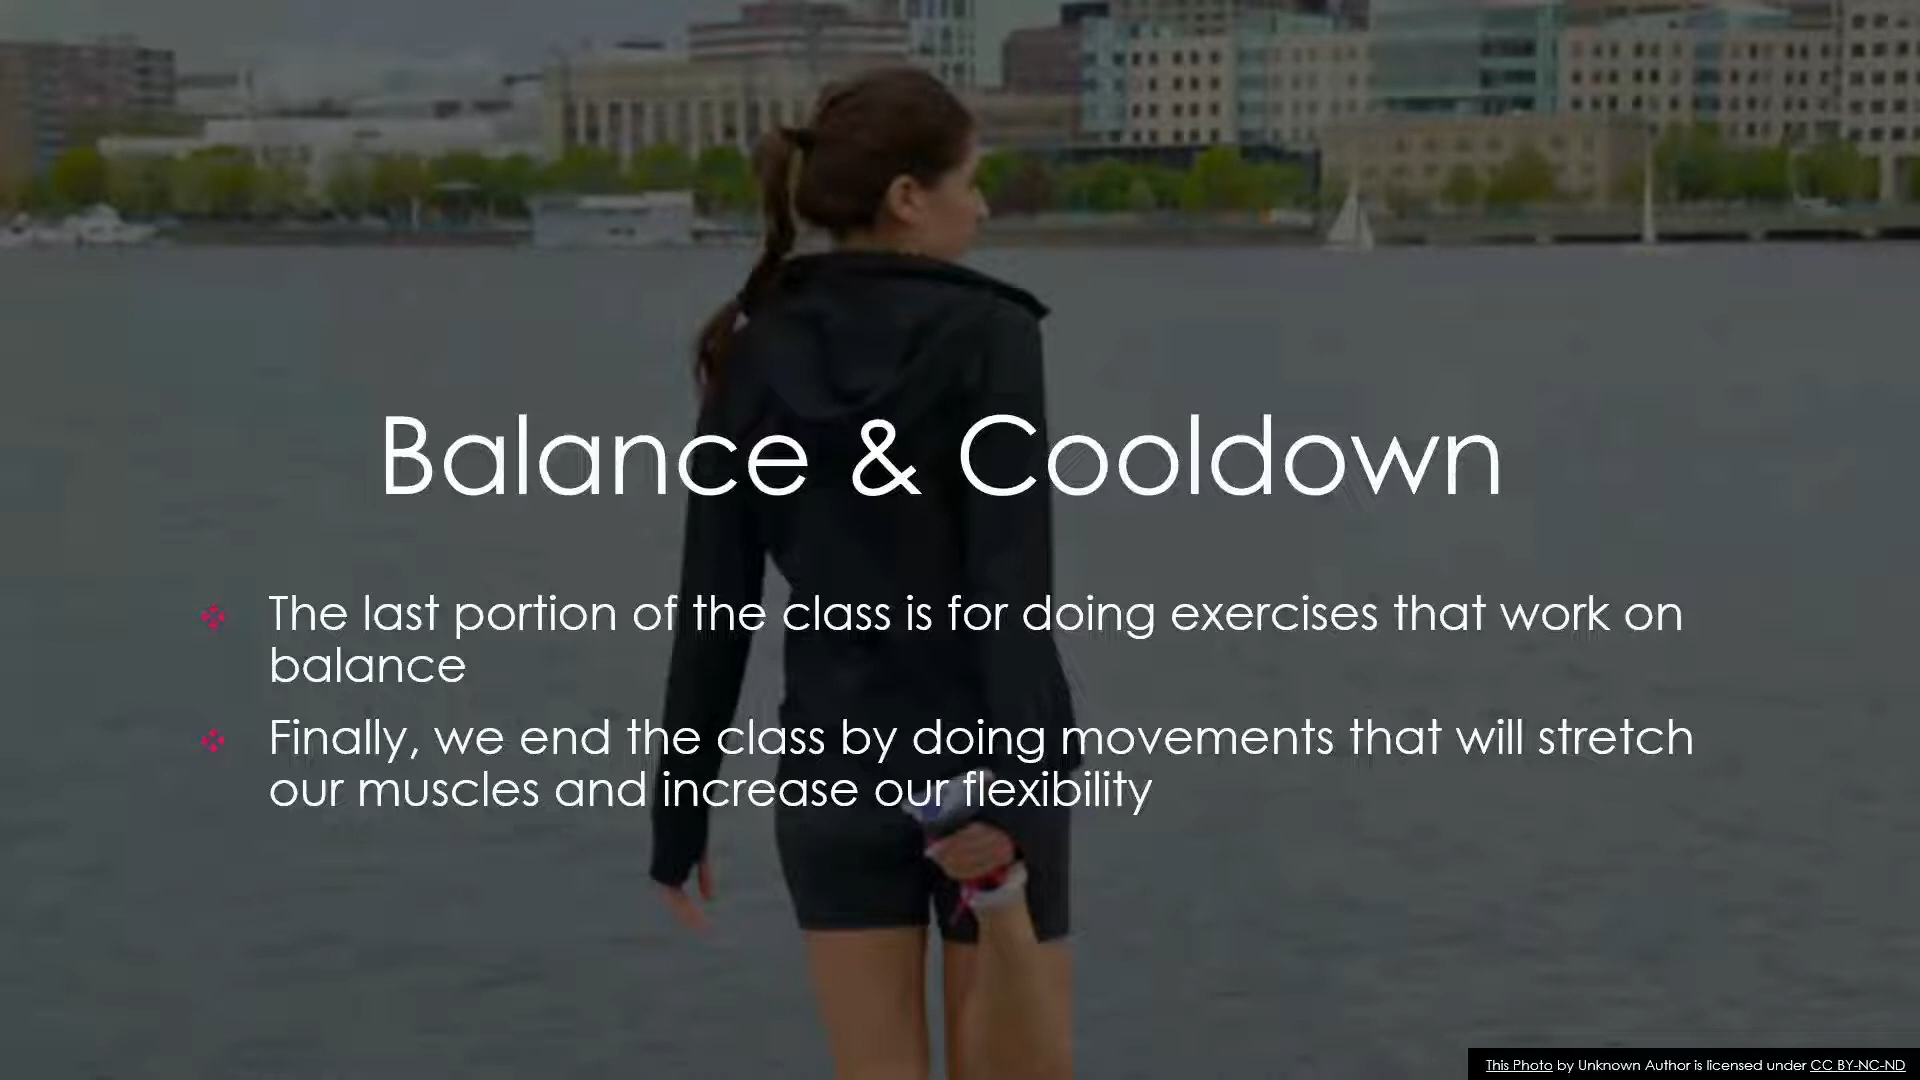 Balance & Cooldown
The last portion of the class is for doing exercises that work on
balance
Finally, we end the class by doing movements that will stretch
our muscles and increase our flexibility
This Photo by Unknown Author is licensed under CC BY-NC-ND